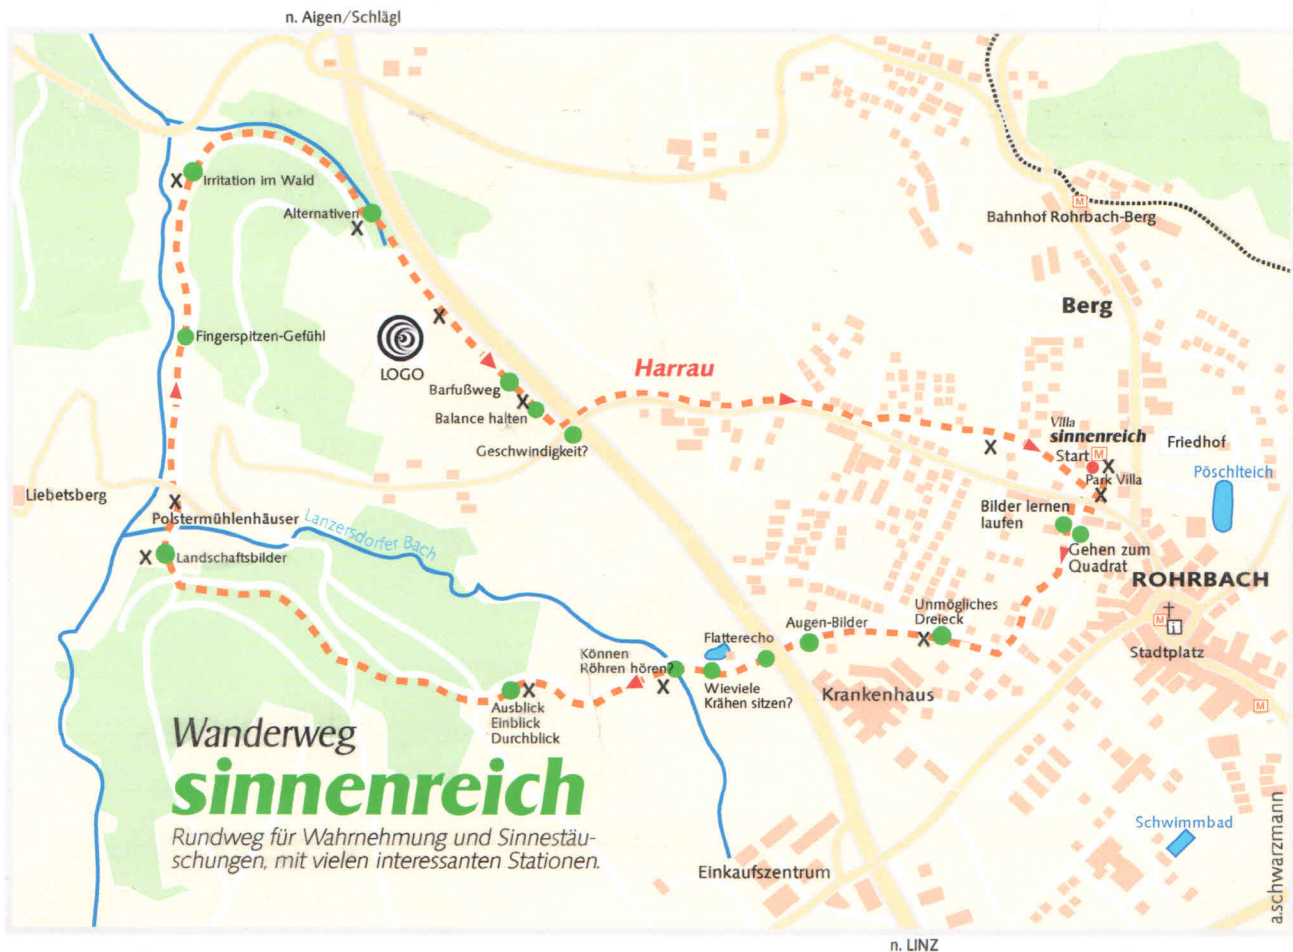 n. Aigen/Schlägl
Irritation im Wald
Alternativen
M
Bahnhof Rohrbach-Berg
Berg
Fingerspitzen-Gefühl
LOGO
Harrau
Barfußweg
Balance halten
Geschwindigkeit?
Villa
sinnenreich
Start
M
Park Villa
Friedhof
Pöschlteich
Liebetsberg
Polstermühlenhäuser
Lanzersdorfer Bach
Landschaftsbilder
Bilder lernen
laufen
Gehen zum
Quadrat
ROHRBACH
M
i
Stadtplatz
Unmögliches
Dreieck
Augen-Bilder
Flatterecho
Können
Röhren hören?
Wieviele
Krähen sitzen?
Krankenhaus
M
Ausblick
Einblick
Durchblick
Wanderweg
sinnenreich
Rundweg für Wahrnehmung und Sinnestäu-
schungen, mit vielen interessanten Stationen.
Einkaufszentrum
Schwimmbad
a.schwarzmann
n. LINZ